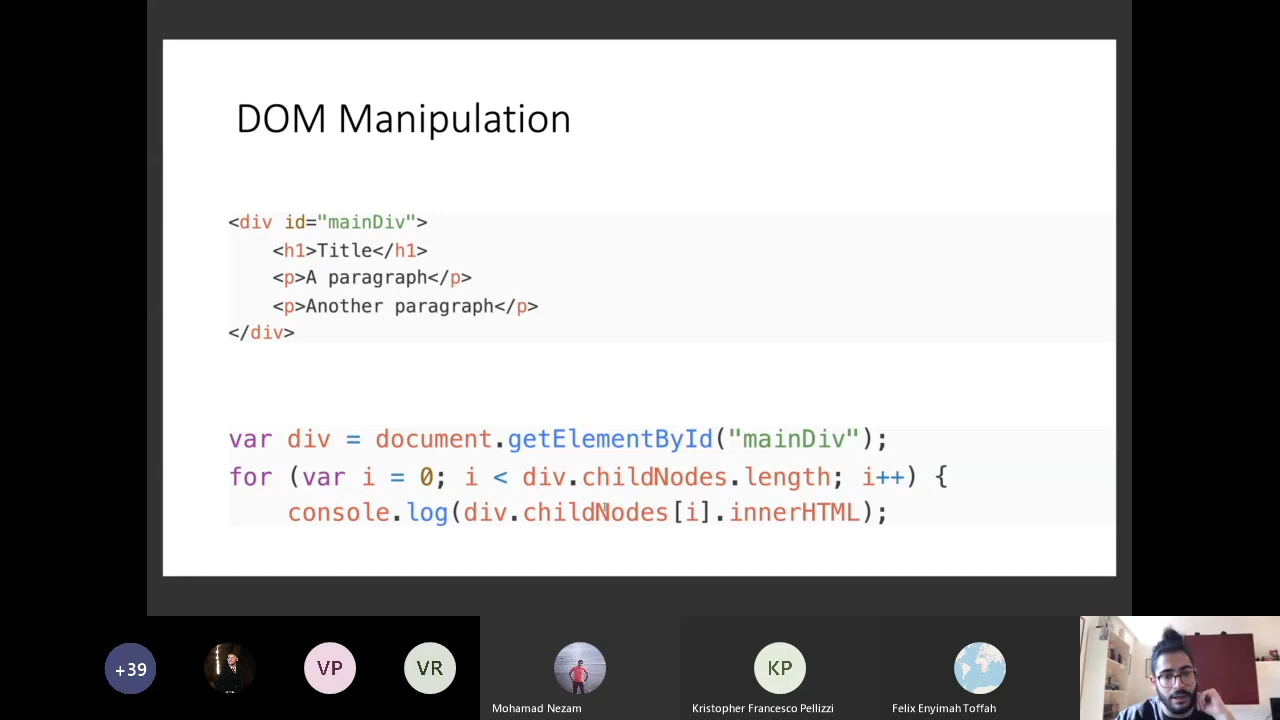 DOM Manipulation
<div id="mainDiv">
    <h1>Title</h1>
    <p>A paragraph</p>
    <p>Another paragraph</p>
</div>
var div = document.getElementById("mainDiv");
for (var i = 0; i < div.childNodes.length; i++) {
    console.log(div.childNodes[i].innerHTML);
+39
VP
VR
KP
Mohamad Nezam
Kristopher Francesco Pellizzi
Felix Enyimah Toffah